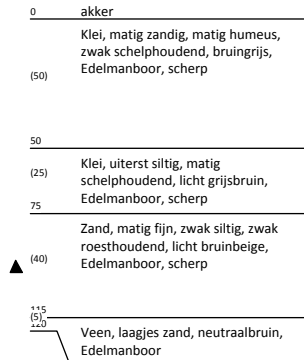 0 akker
Klei, matig zandig, matig humeus,
zwak schelphoudend, bruingrijs,
Edelmanboor, scherp
(50)
50
Klei, uiterst siltig, matig
schelphoudend, licht grijsbruin,
Edelmanboor, scherp
(25)
75
Zand, matig fijn, zwak siltig, zwak
roesthoudend, licht bruinbeige,
Edelmanboor, scherp
(40)
115
(5)
120
Veen, laagjes zand, neutraalbruin,
Edelmanboor